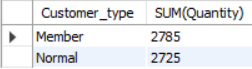 Customer_type SUM(Quantity)
Member 2785
Normal 2725